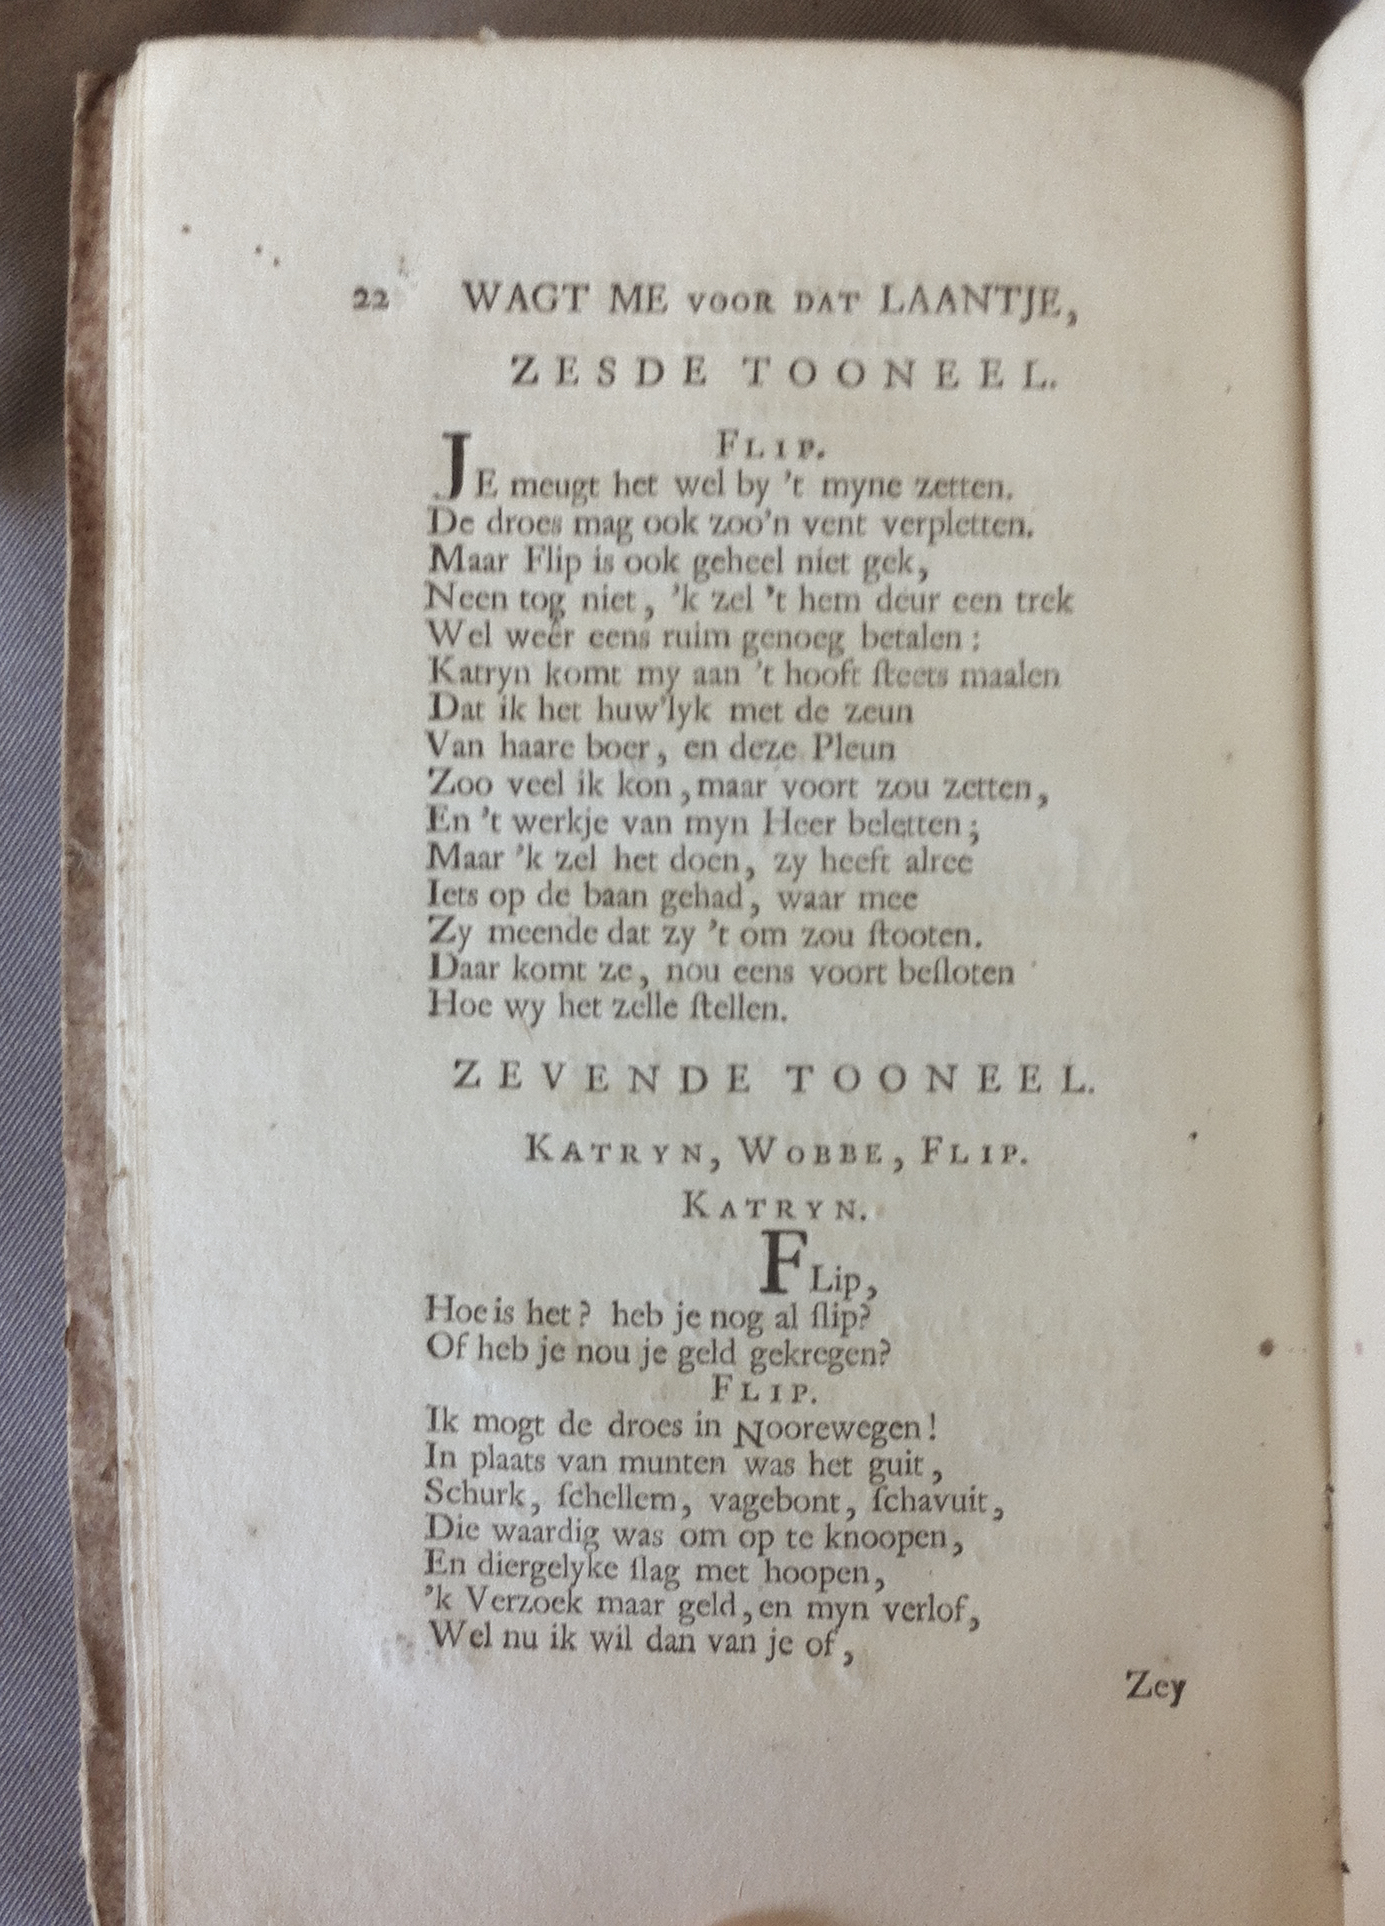 22 WAGT ME VOOR DAT LAANTJE,
ZESDE TOONEEL.
FLIP.
JE meugt het wel by 't myne zetten.
De droes mag ook zoo'n vent verpletten.
Maar Flip is ook geheel niet gek,
Neen tog niet, 'k zel 't hem deur een trek
Wel weêr eens ruim genoeg betalen:
Katryn komt my aan 't hooft ſteets maalen
Dat ik het huw'lyk met de zeun
Van haare boer, en deze Pleun
Zoo veel ik kon, maar voort zou zetten,
En 't werkje van myn Heer beletten;
Maar 'k zel het doen, zy heeft alree
Iets op de baan gehad, waar mee
Zy meende dat zy 't om zou ſtooten.
Daar komt ze, nou eens voort beſloten
Hoe wy het zelle ſtellen.
ZEVENDE TOONEEL.
KATRYN, WOBBE, FLIP.
KATRYN.
FLip,
Hoe is het? heb je nog al ſlip?
Of heb je nou je geld gekregen?
FLIP.
Ik mogt de droes in Noorewegen!
In plaats van munten was het guit,
Schurk, ſchellem, vagebont, ſchavuit,
Die waardig was om op te knoopen,
En diergelyke ſlag met hoopen,
'k Verzoek maar geld, en myn verlof,
Wel nu ik wil dan van je of,
Zey